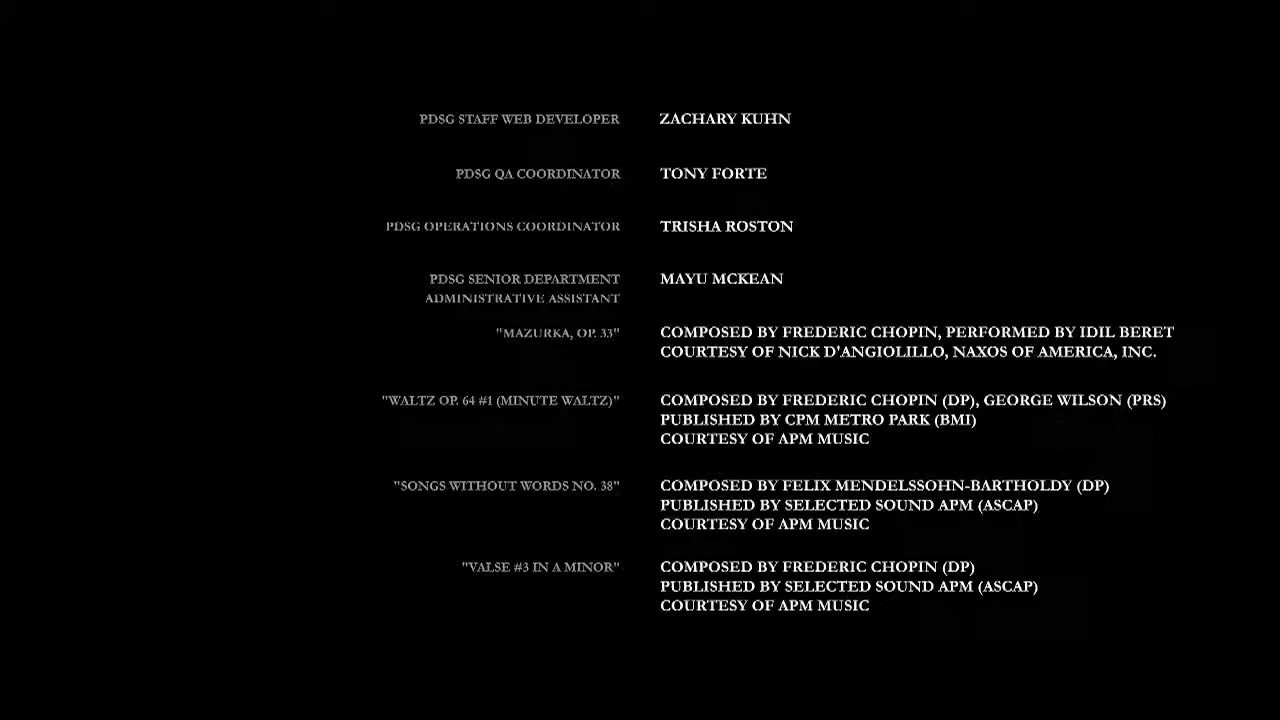 PDSG STAFF WEB DEVELOPER ZACHARY KUHN
PDSG QA COORDINATOR TONY FORTE
PDSG OPERATIONS COORDINATOR TRISHA ROSTON
PDSG SENIOR DEPARTMENT MAYU MCKEAN
ADMINISTRATIVE ASSISTANT
"MAZURKA, OP. 33" COMPOSED BY FREDERIC CHOPIN, PERFORMED BY IDIL BERET
COURTESY OF NICK D'ANGIOLILLO, NAXOS OF AMERICA, INC.
"WALTZ OP. 64 #1 (MINUTE WALTZ)" COMPOSED BY FREDERIC CHOPIN (DP), GEORGE WILSON (PRS)
PUBLISHED BY CPM METRO PARK (BMI)
COURTESY OF APM MUSIC
"SONGS WITHOUT WORDS NO. 38" COMPOSED BY FELIX MENDELSSOHN-BARTHOLDY (DP)
PUBLISHED BY SELECTED SOUND APM (ASCAP)
COURTESY OF APM MUSIC
"VALSE #3 IN A MINOR" COMPOSED BY FREDERIC CHOPIN (DP)
PUBLISHED BY SELECTED SOUND APM (ASCAP)
COURTESY OF APM MUSIC